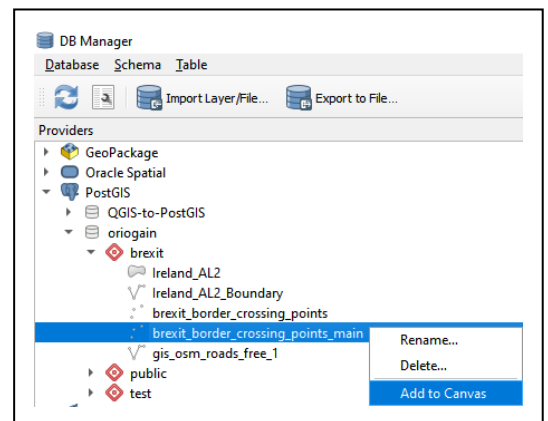 DB Manager
Database Schema Table
Import Layer/File... Export to File...
Providers
GeoPackage
Oracle Spatial
PostGIS
QGIS-to-PostGIS
oriogain
brexit
Ireland_AL2
Ireland_AL2_Boundary
brexit_border_crossing_points
brexit_border_crossing_points_main
Rename...
gis_osm_roads_free_1
Delete...
public
test
Add to Canvas